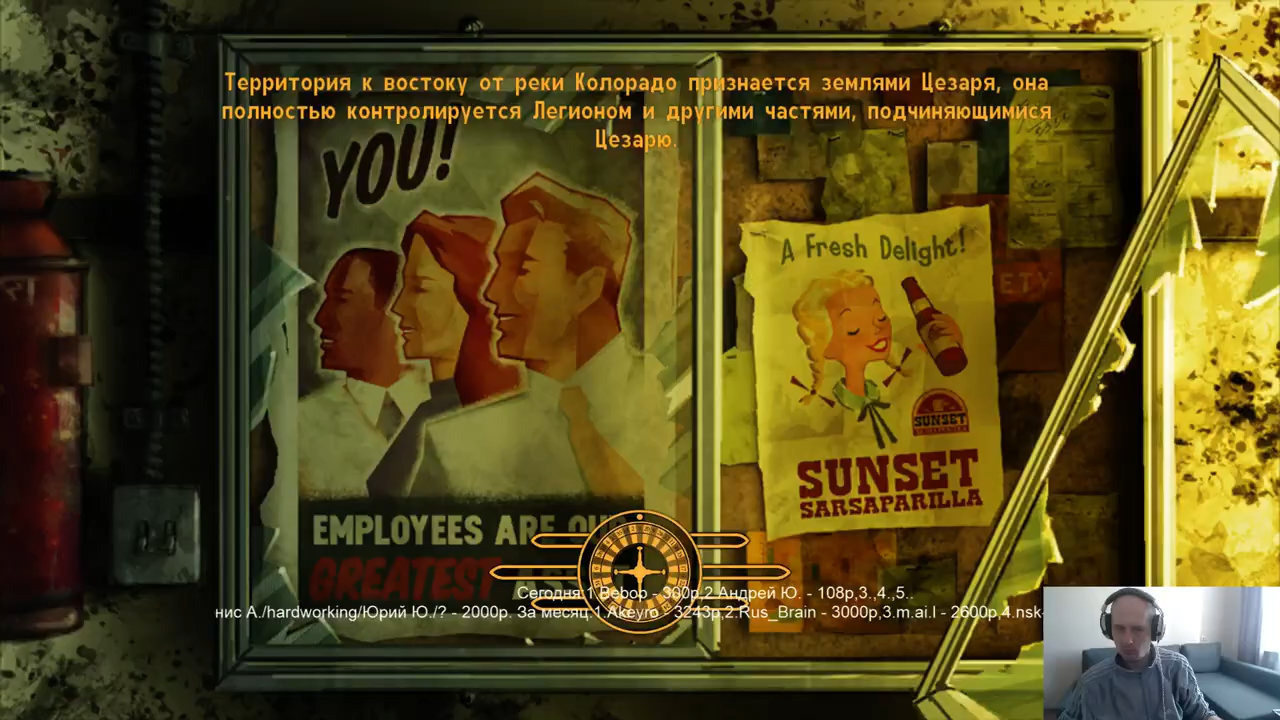 Территория к востоку от реки Колорадо признается землями Цезаря, она
полностью контролируется Легионом и другими частями, подчиняющимися
Цезарю.
YOU!
A Fresh Delight!
SUNSET
SUNSET
SARSAPARILLA
EMPLOYEES ARE OUR
GREATEST ASS
Сегодня:1.Bebop - 300р,2.Андрей Ю. - 108р,3.,4.,5..
нис А./hardworking/Юрий Ю./? - 2000р. За месяц:1.Akeyro - 3243р,2.Rus_Brain - 3000р,3.m.ai.l - 2600р,4.nsk-